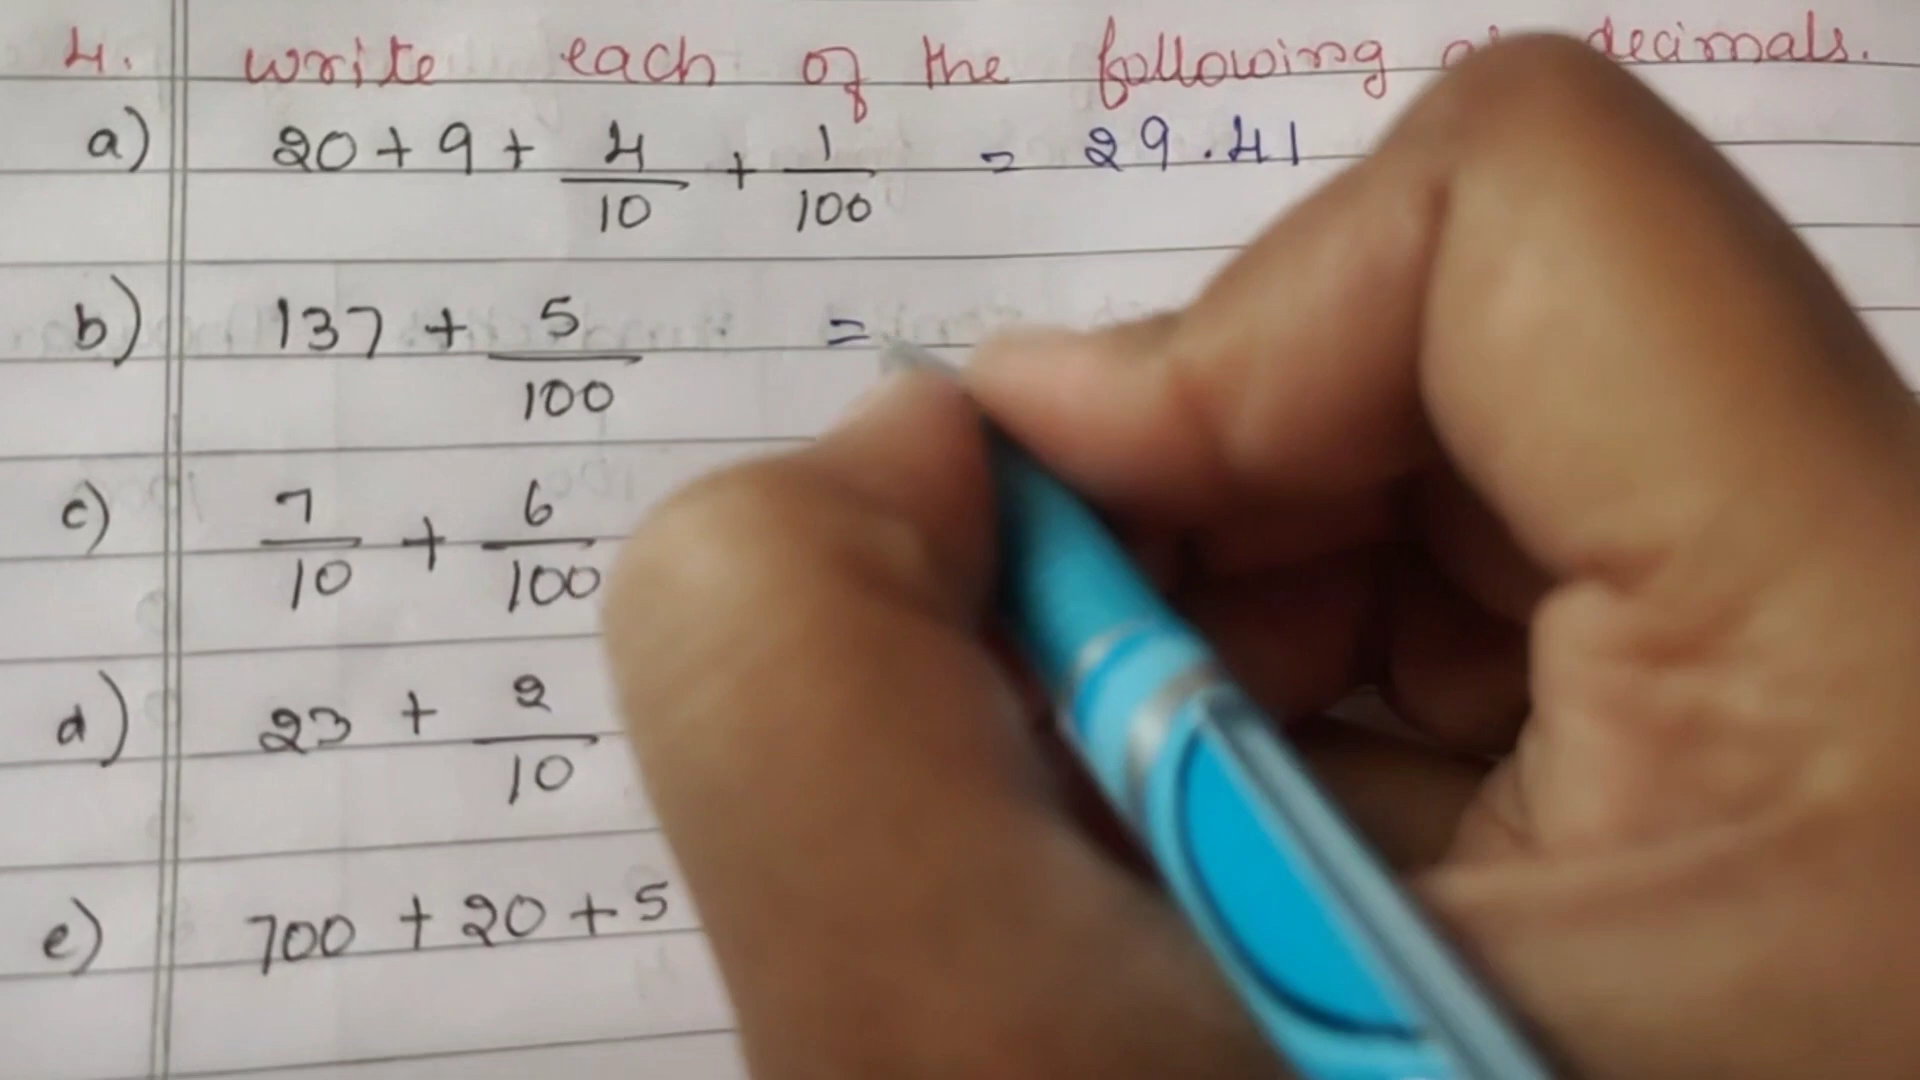 4. write each of the following decimals.
a) 20 + 9 + 4/10 + 1/100 = 29.41
b) 137 + 5/100 =
c) 7/10 + 6/100
d) 23 + 2/10
e) 700 + 20 + 5